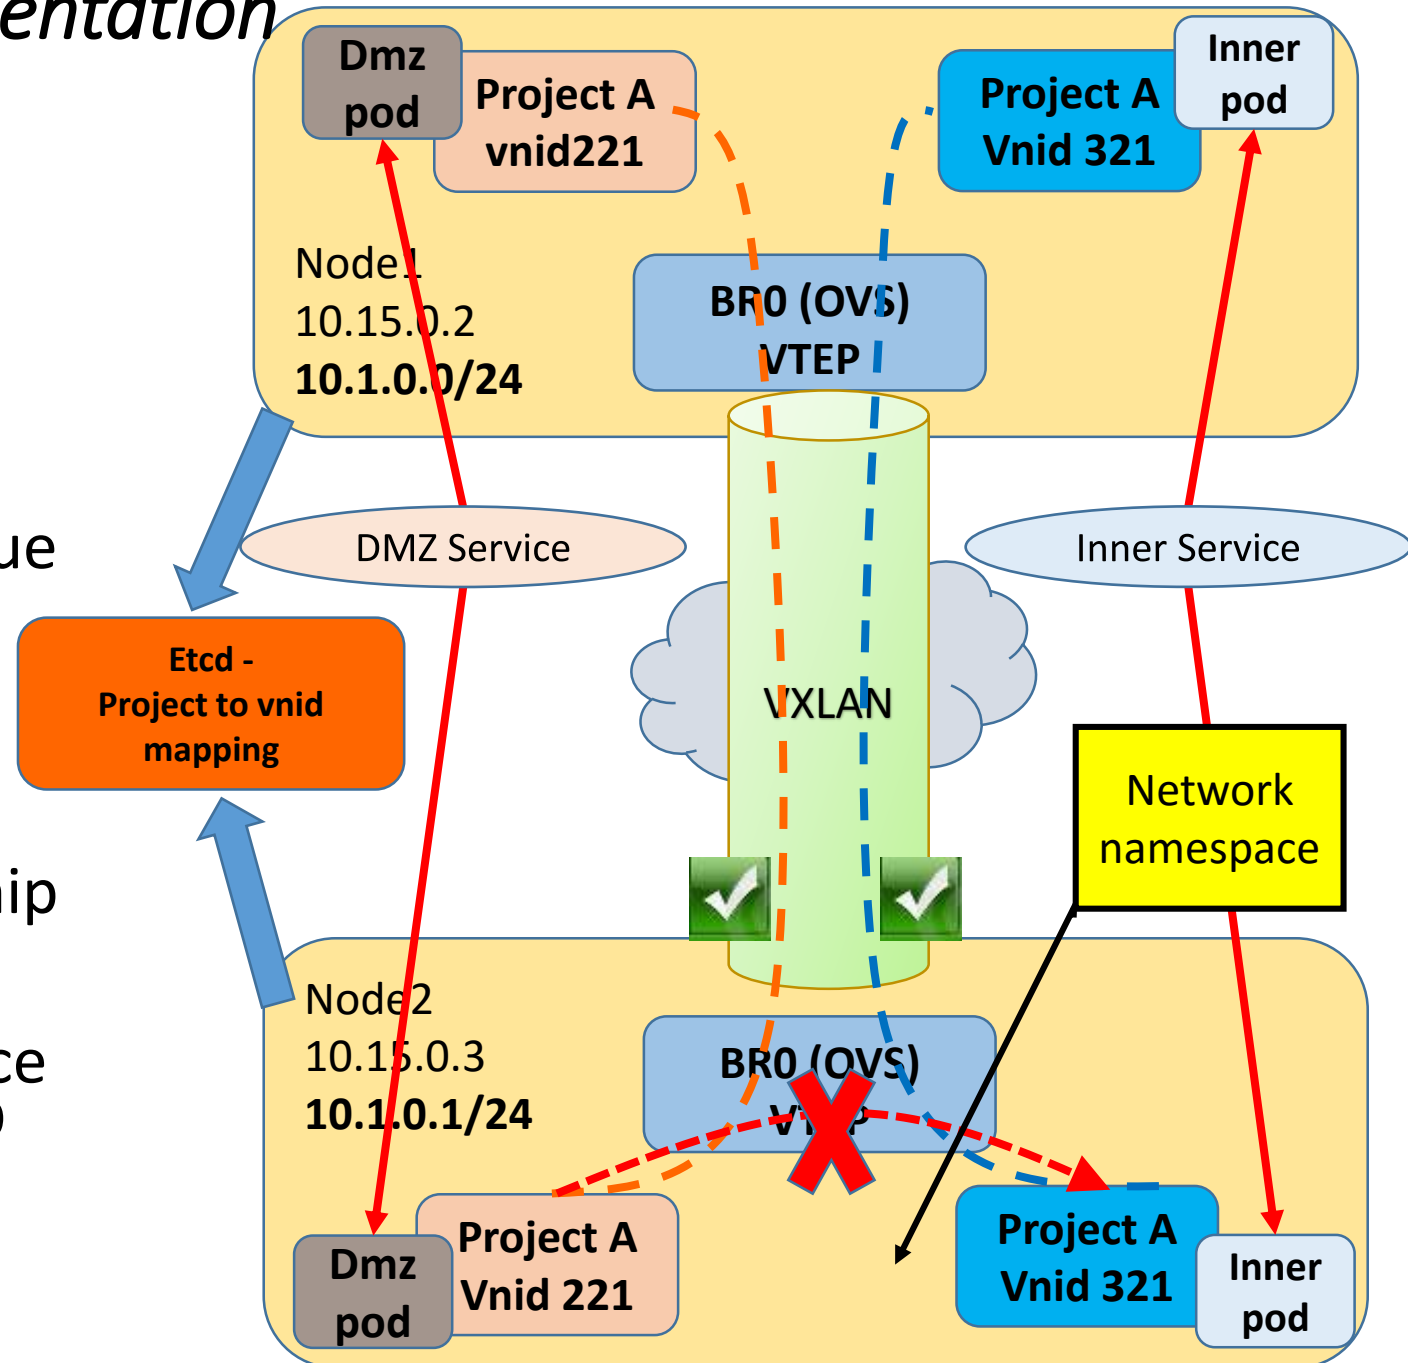 entation
Dmz
pod
Project A
vnid221
Project A
Vnid 321
Inner
pod
Node1
10.15.0.2
10.1.0.0/24
BR0 (OVS)
VTEP
ue
DMZ Service
Inner Service
Etcd -
Project to vnid
mapping
VXLAN
Network
namespace
hip
Node2
10.15.0.3
10.1.0.1/24
ce
BR0 (OVS)
VTEP
Project A
Vnid 221
Dmz
pod
Project A
Vnid 321
Inner
pod